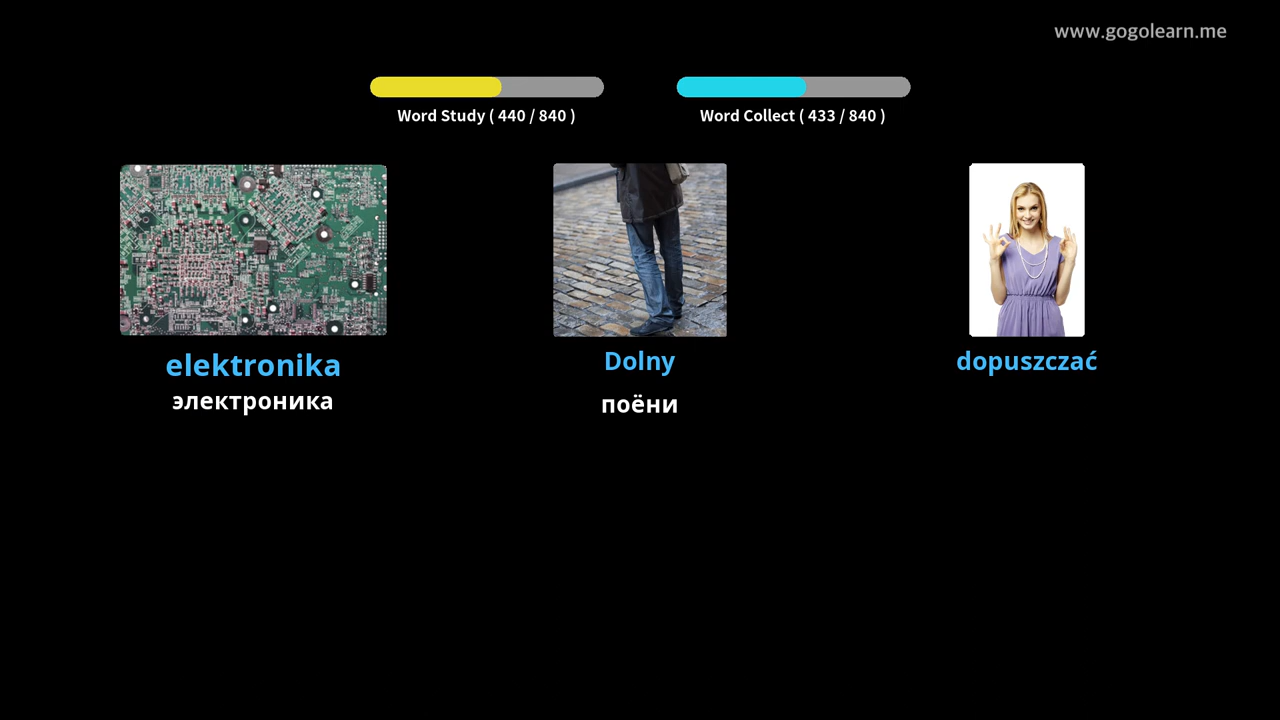 www.gogolearn.me
Word Study ( 440 / 840 )
Word Collect ( 433 / 840 )
elektronika
электроника
Dolny
поёни
dopuszczać